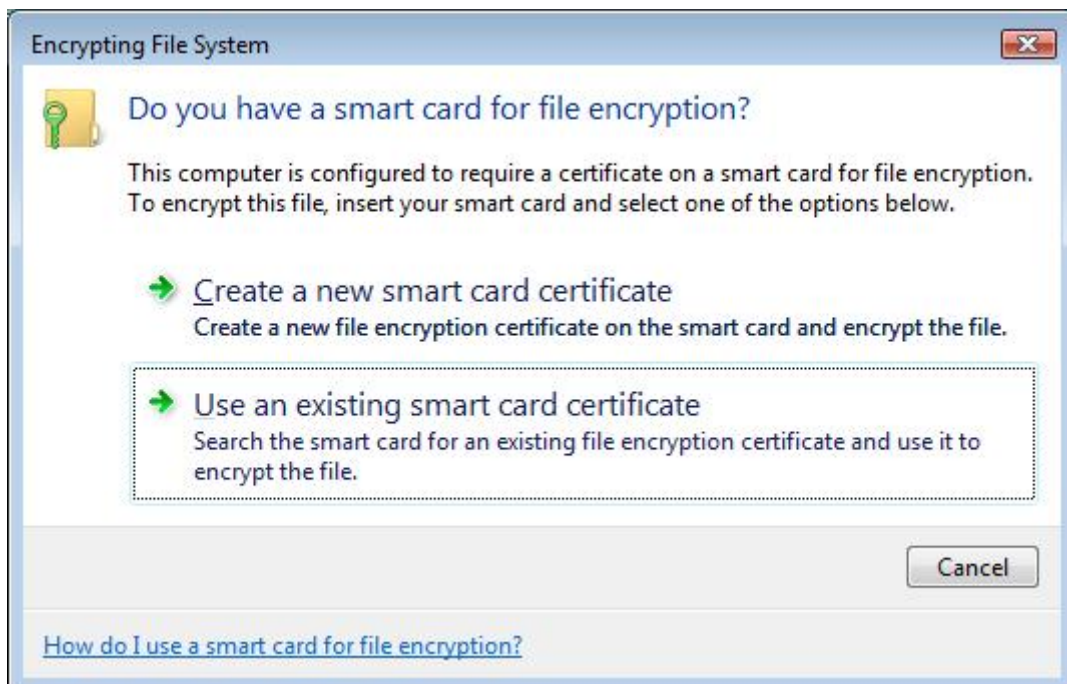 Encrypting File System
Do you have a smart card for file encryption?
This computer is configured to require a certificate on a smart card for file encryption.
To encrypt this file, insert your smart card and select one of the options below.
Create a new smart card certificate
Create a new file encryption certificate on the smart card and encrypt the file.
Use an existing smart card certificate
Search the smart card for an existing file encryption certificate and use it to
encrypt the file.
Cancel
How do I use a smart card for file encryption?